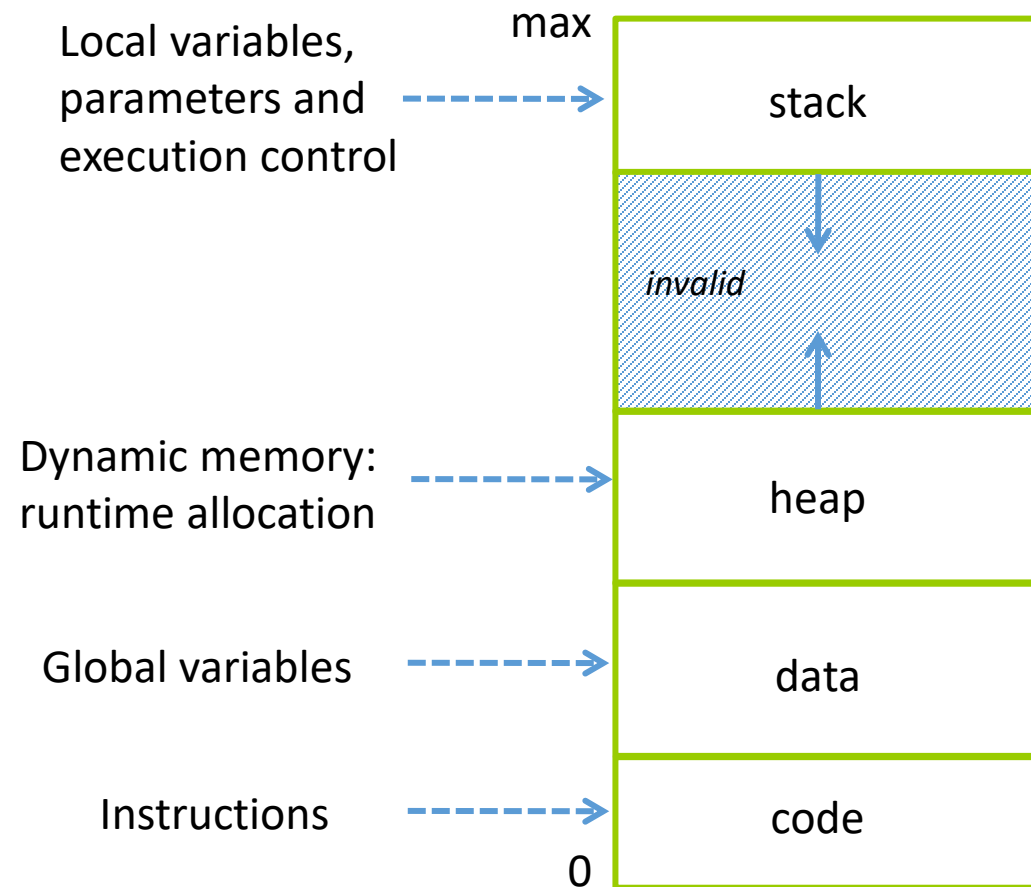 max
Local variables,
parameters and
execution control
stack
invalid
Dynamic memory:
runtime allocation
heap
Global variables
data
Instructions
code
0